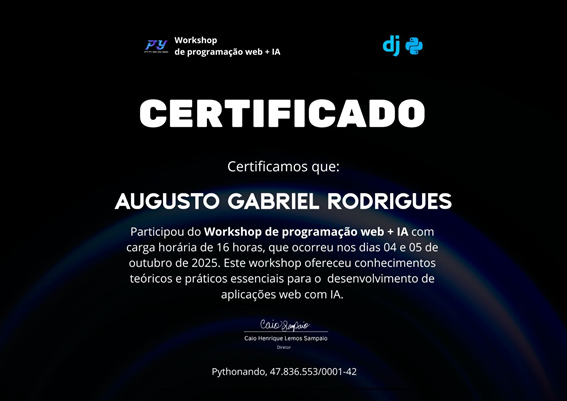 PY
Workshop
de programação web + IA
dj
CERTIFICADO
Certificamos que:
AUGUSTO GABRIEL RODRIGUES
Participou do Workshop de programação web + IA com
carga horária de 16 horas, que ocorreu nos dias 04 e 05 de
outubro de 2025. Este workshop ofereceu conhecimentos
teóricos e práticos essenciais para o desenvolvimento de
aplicações web com IA.
Caio Sampaio
Caio Henrique Lemos Sampaio
Diretor
Pythonando, 47.836.553/0001-42